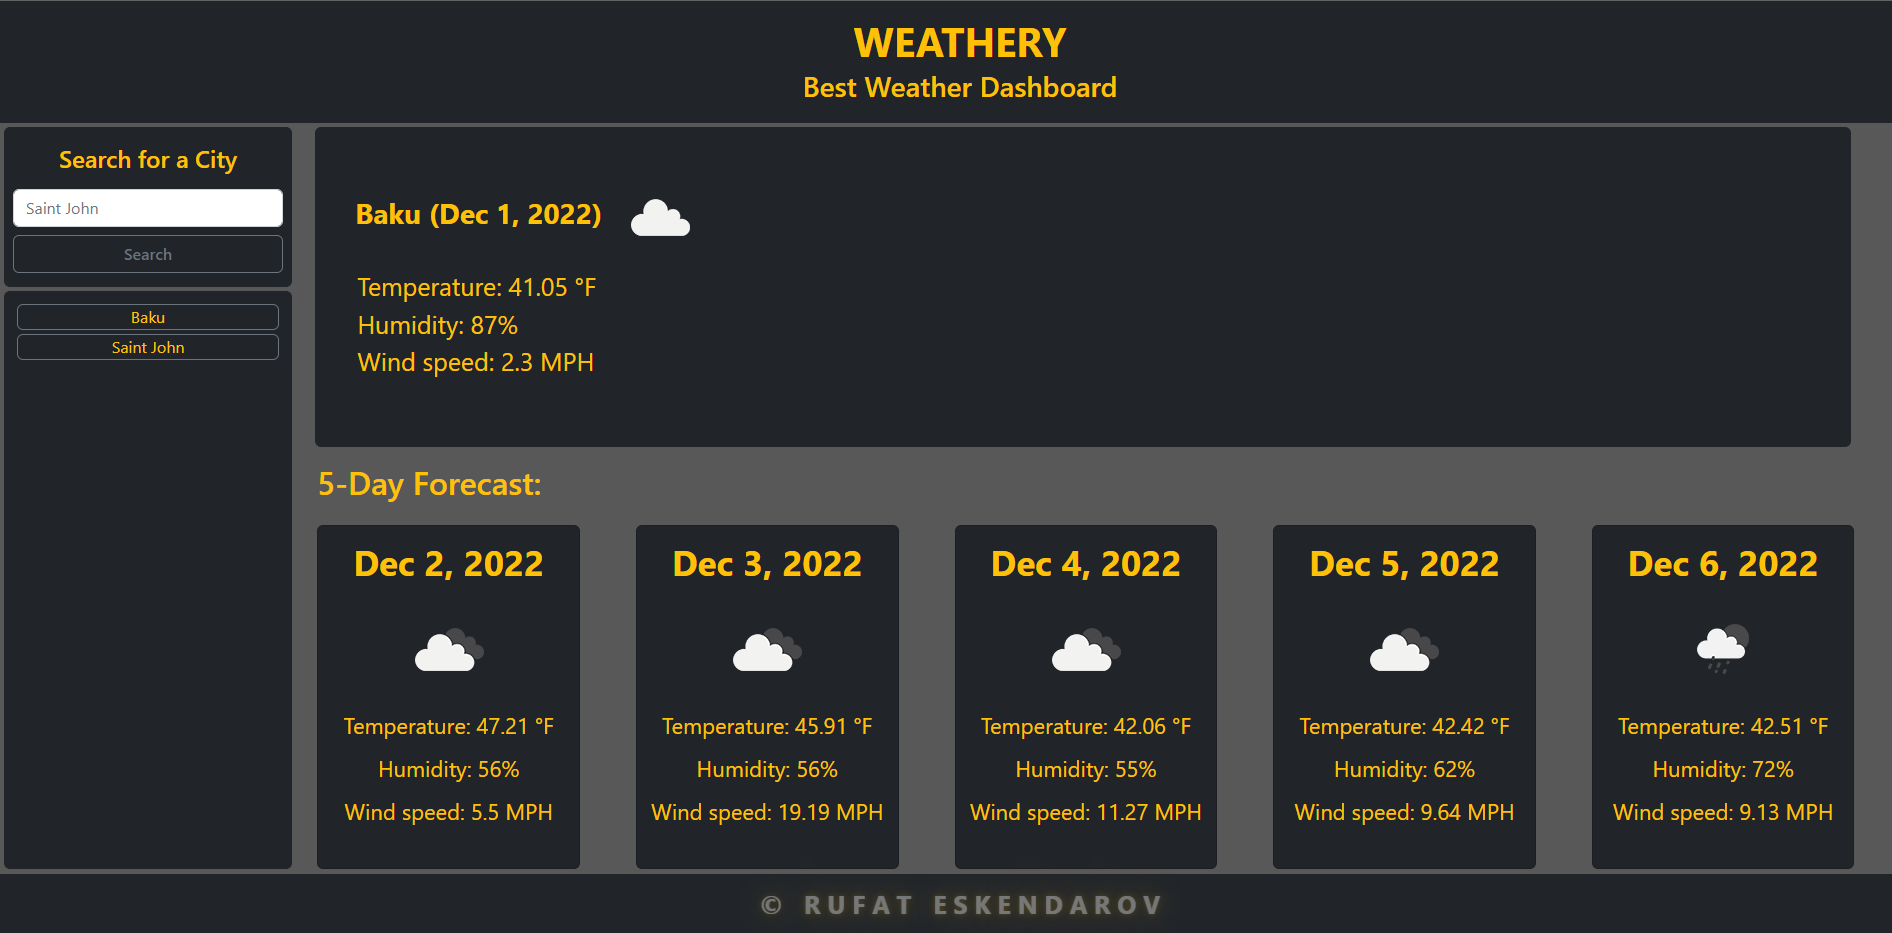 WEATHERY
Best Weather Dashboard
Search for a City
Saint John
Search
Baku
Saint John
Baku (Dec 1, 2022)
Temperature: 41.05 °F
Humidity: 87%
Wind speed: 2.3 MPH
5-Day Forecast:
Dec 2, 2022
Temperature: 47.21 °F
Humidity: 56%
Wind speed: 5.5 MPH
Dec 3, 2022
Temperature: 45.91 °F
Humidity: 56%
Wind speed: 19.19 MPH
Dec 4, 2022
Temperature: 42.06 °F
Humidity: 55%
Wind speed: 11.27 MPH
Dec 5, 2022
Temperature: 42.42 °F
Humidity: 62%
Wind speed: 9.64 MPH
Dec 6, 2022
Temperature: 42.51 °F
Humidity: 72%
Wind speed: 9.13 MPH
© RUFAT ESKENDAROV